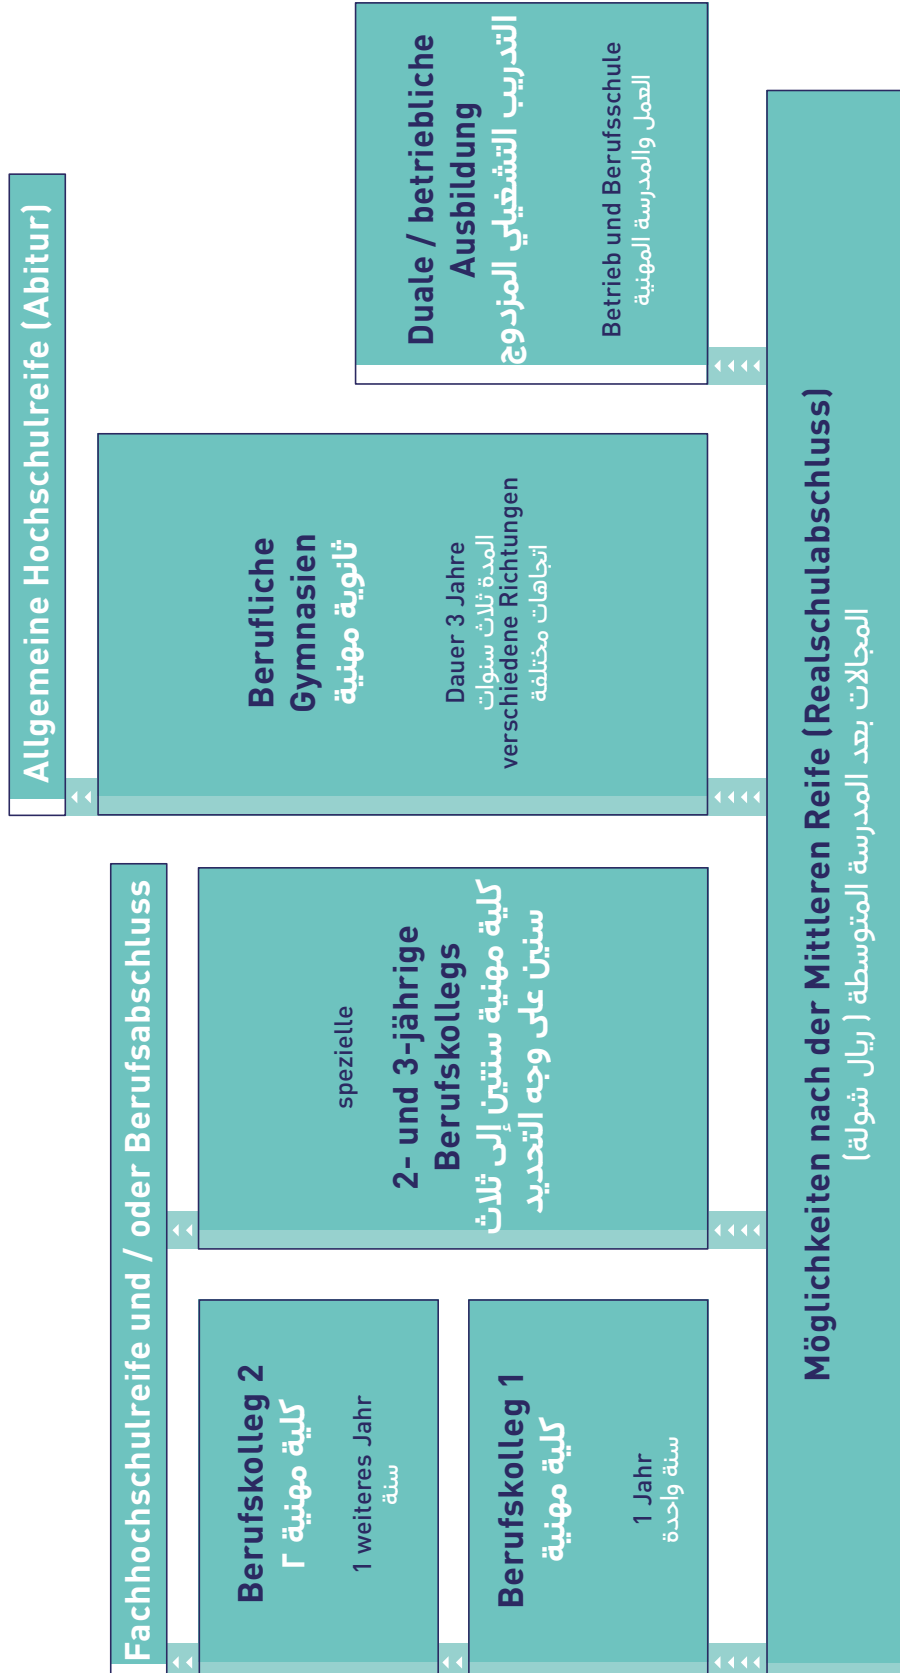 Allgemeine Hochschulreife (Abitur)
Fachhochschulreife und / oder Berufsabschluss
Berufskolleg 2
كلية مهنية ٢
1 weiteres Jahr
سنة
Berufskolleg 1
كلية مهنية
1 Jahr
سنة واحدة
spezielle
2- und 3-jährige
Berufskollegs
كلية مهنية سنتين إلى ثلاث
سنين على وجه التحديد
Berufliche
Gymnasien
ثانوية مهنية
Dauer 3 Jahre
المدة ثلاث سنوات
verschiedene Richtungen
اتجاهات مختلفة
Duale / betriebliche
Ausbildung
التدريب التشغيلي المزدوج
Betrieb und Berufsschule
العمل والمدرسة المهنية
Möglichkeiten nach der Mittleren Reife (Realschulabschluss)
المجالات بعد المدرسة المتوسطة ( ريال شولة)